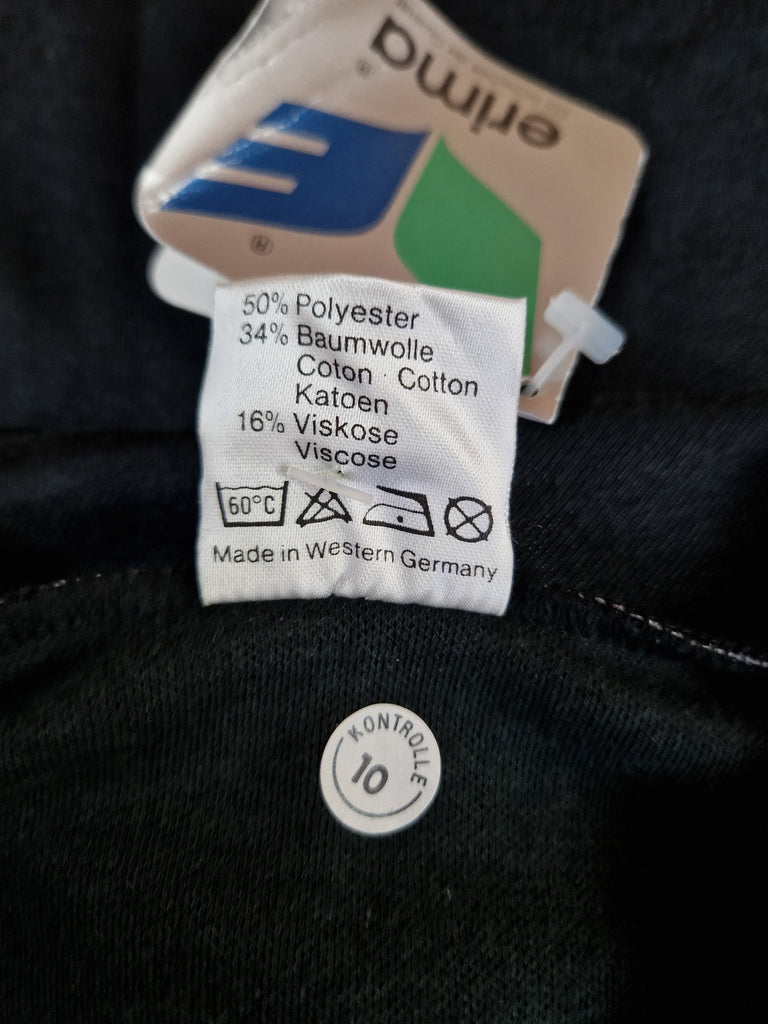 erima
®
®
50% Polyester
34% Baumwolle
Coton · Cotton
Katoen
16% Viskose
Viscose
60°C
Made in Western Germany
KONTROLLE
10